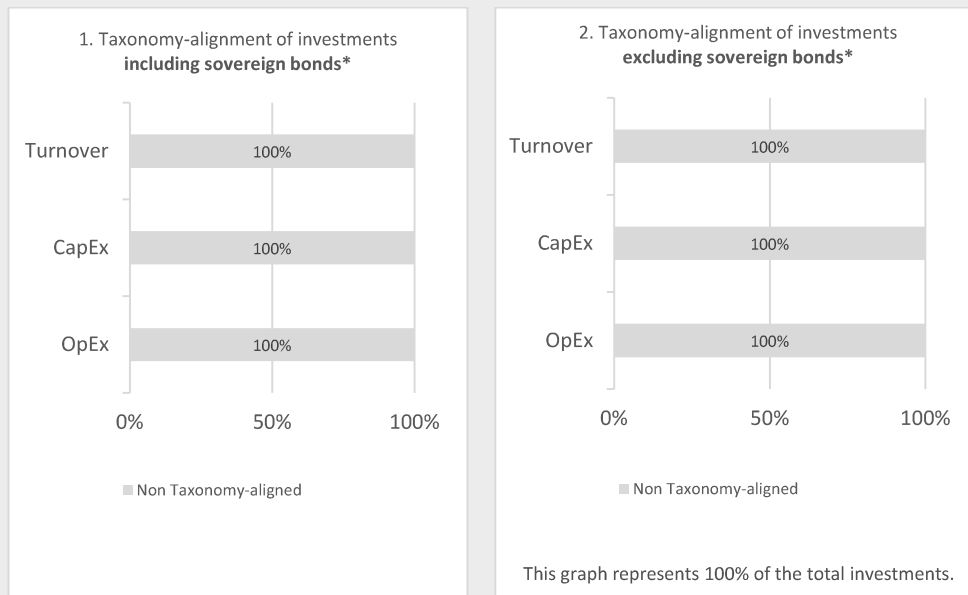 1. Taxonomy-alignment of investments
including sovereign bonds*
Turnover
100%
CapEx
100%
OpEx
100%
0%
50%
100%
Non Taxonomy-aligned
2. Taxonomy-alignment of investments
excluding sovereign bonds*
Turnover
100%
CapEx
100%
OpEx
100%
0%
50%
100%
Non Taxonomy-aligned
This graph represents 100% of the total investments.